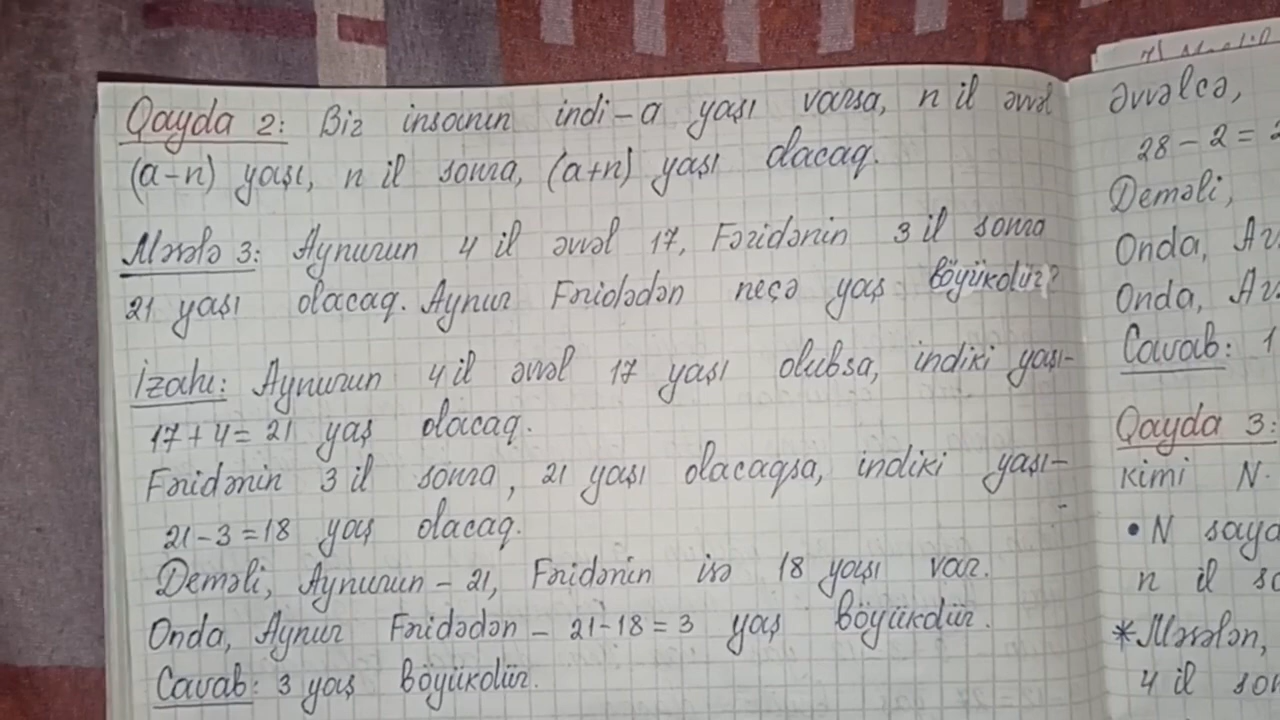 Qayda 2: Bir insanın indi-a yaşı varsa, n il əvvəl
(a-n) yaşı, n il sonra, (a+n) yaşı olacaq.
Məsələ 3: Aynurun 4 il əvvəl 17, Fəridənin 3 il sonra
21 yaşı olacaq. Aynur Fəridədən neçə yaş böyükdür?
İzahı: Aynurun 4 il əvvəl 17 yaşı olubsa, indiki yaşı-
17+4=21 yaş olacaq.
Fəridənin 3 il sonra, 21 yaşı olacaqsa, indiki yaşı-
21-3=18 yaş olacaq.
Deməli, Aynurun-21, Fəridənin isə 18 yaşı var.
Onda, Aynur Fəridədən-21-18=3 yaş böyükdür.
Cavab: 3 yaş böyükdür.
Əvvəlcə,
28-2=
Deməli,
Onda,
Onda,
Cavab: 1
Qayda 3:
kimi N
• N
n il
*Məsələn,
4 il